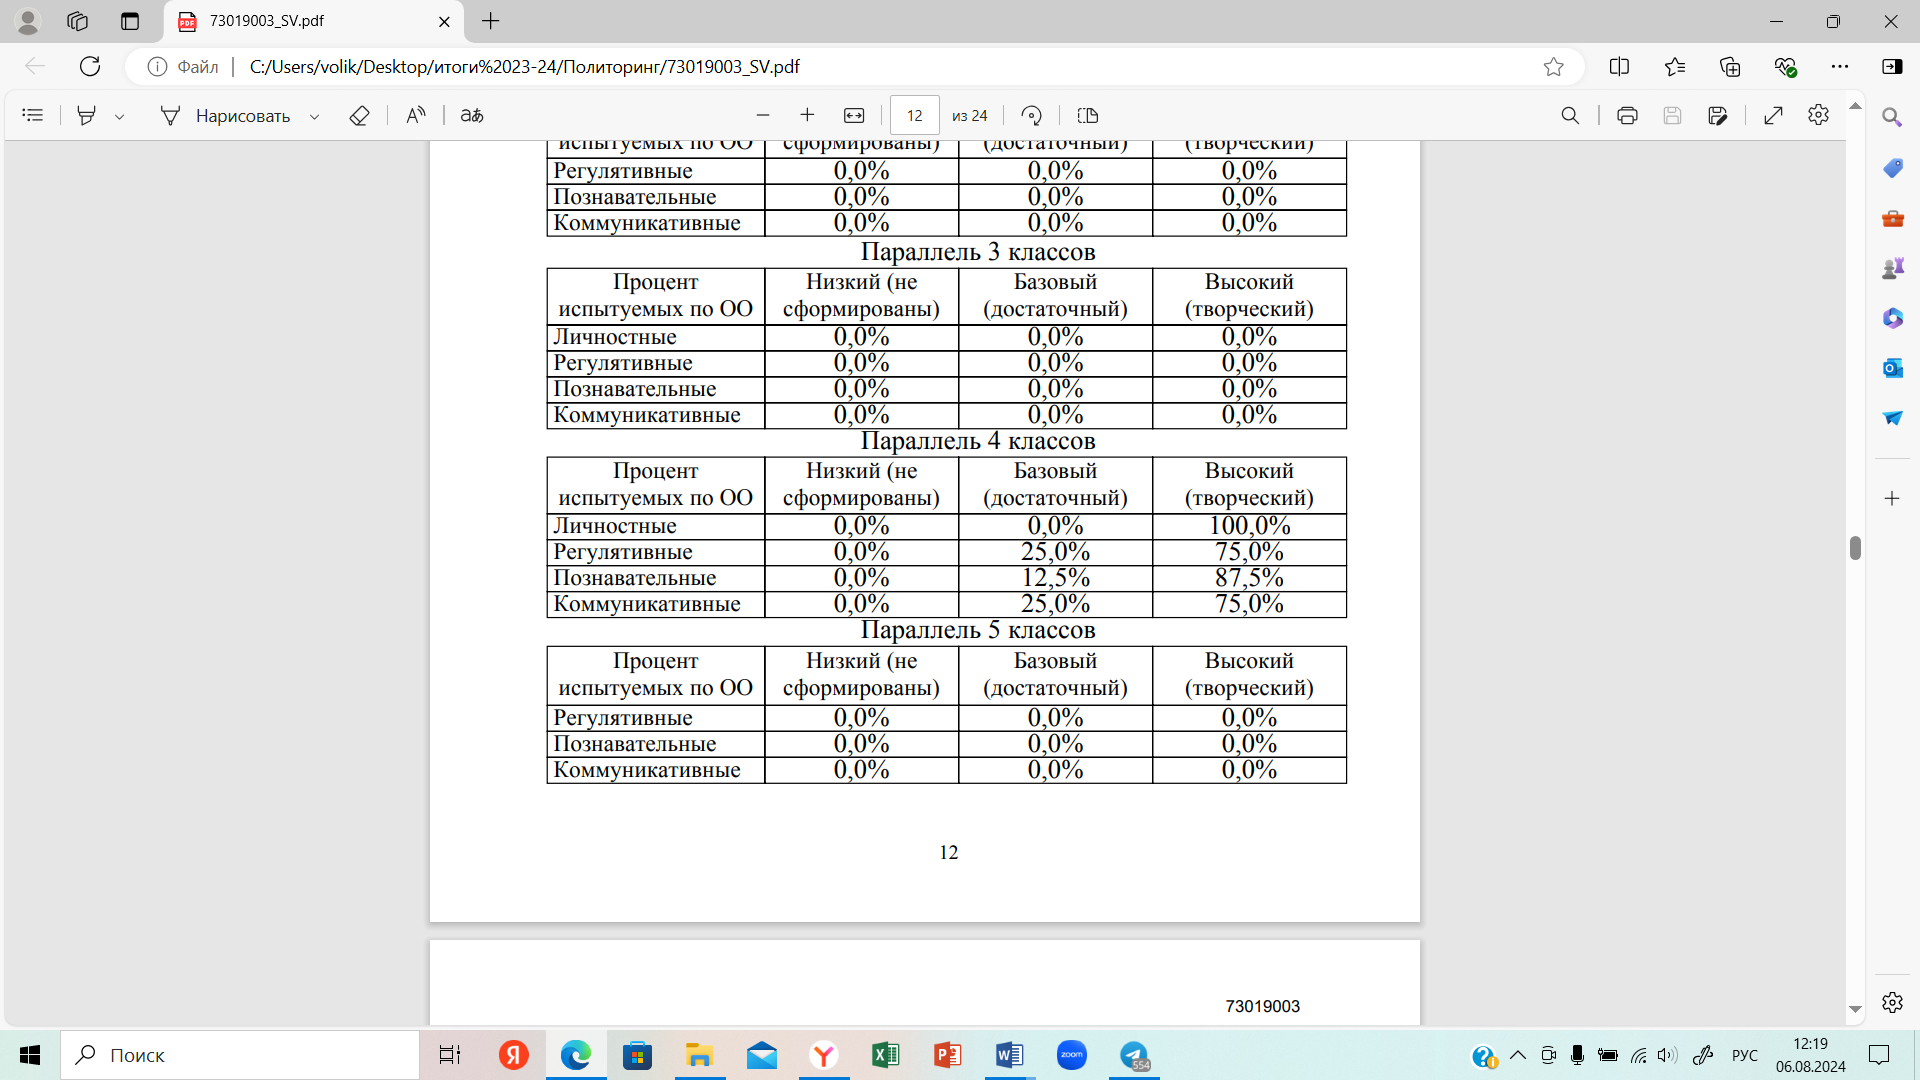 73019003_SV.pdf
Файл C:/Users/volik/Desktop/итоги%2023-24/Политоринг/73019003_SV.pdf
Нарисовать 12 из 24
испытуемых по ОО сформированы) (достаточный) (творческий)
Регулятивные 0,0% 0,0% 0,0%
Познавательные 0,0% 0,0% 0,0%
Коммуникативные 0,0% 0,0% 0,0%
Параллель 3 классов
Процент Низкий (не Базовый Высокий
испытуемых по ОО сформированы) (достаточный) (творческий)
Личностные 0,0% 0,0% 0,0%
Регулятивные 0,0% 0,0% 0,0%
Познавательные 0,0% 0,0% 0,0%
Коммуникативные 0,0% 0,0% 0,0%
Параллель 4 классов
Процент Низкий (не Базовый Высокий
испытуемых по ОО сформированы) (достаточный) (творческий)
Личностные 0,0% 0,0% 100,0%
Регулятивные 0,0% 25,0% 75,0%
Познавательные 0,0% 12,5% 87,5%
Коммуникативные 0,0% 25,0% 75,0%
Параллель 5 классов
Процент Низкий (не Базовый Высокий
испытуемых по ОО сформированы) (достаточный) (творческий)
Регулятивные 0,0% 0,0% 0,0%
Познавательные 0,0% 0,0% 0,0%
Коммуникативные 0,0% 0,0% 0,0%
12
73019003
Поиск
zoom
554
РУС
12:19
06.08.2024